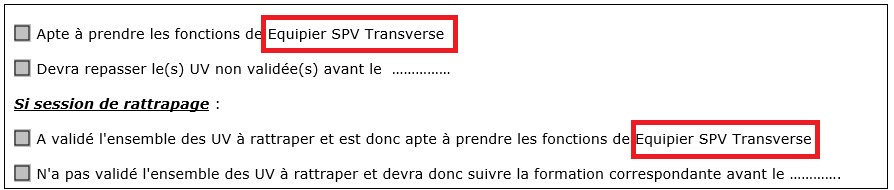 Apte à prendre les fonctions de Equipier SPV Transverse
Devra repasser le(s) UV non validée(s) avant le ...............
Si session de rattrapage :
A validé l'ensemble des UV à rattraper et est donc apte à prendre les fonctions de Equipier SPV Transverse
N'a pas validé l'ensemble des UV à rattraper et devra donc suivre la formation correspondante avant le .............